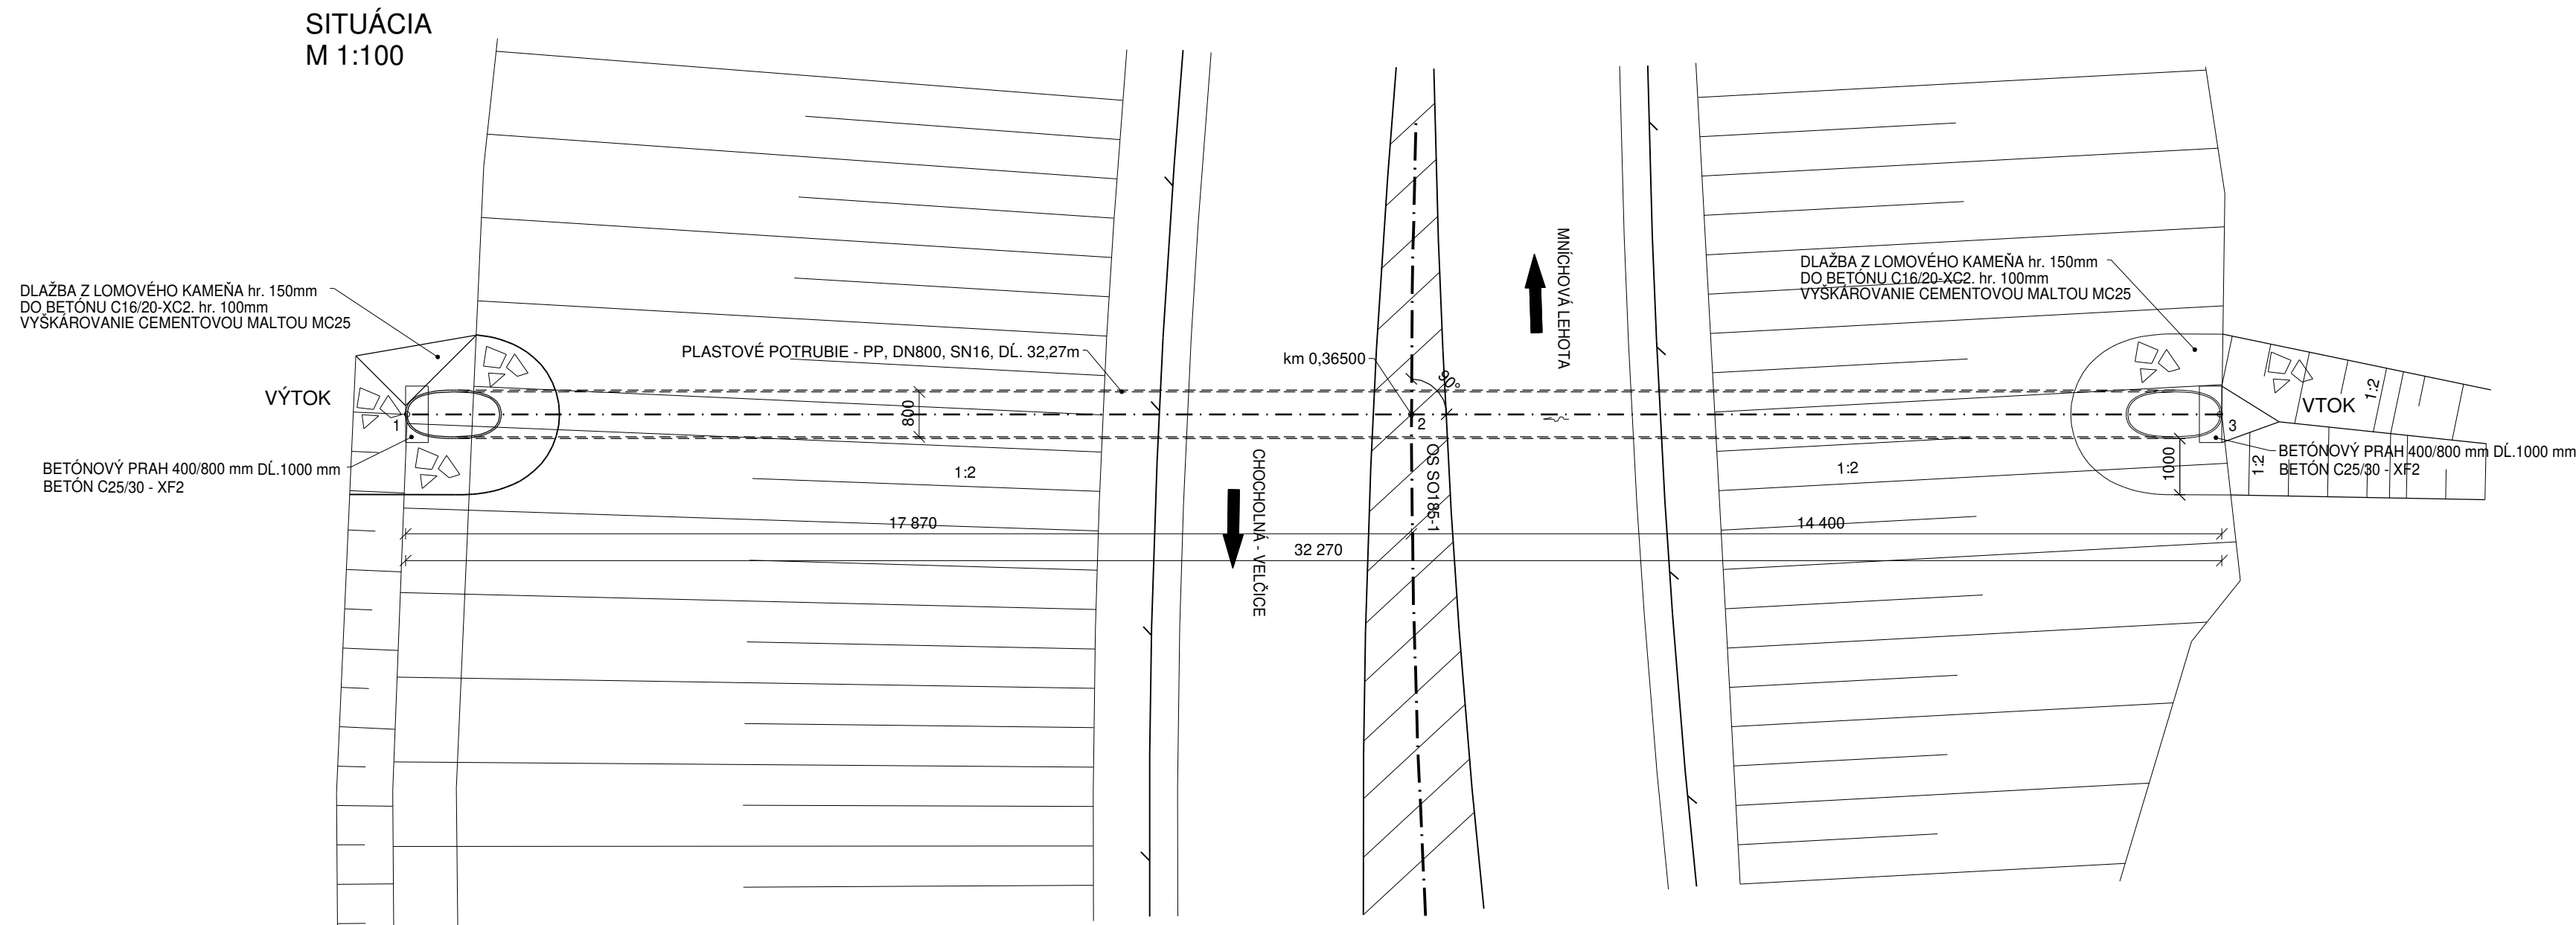 SITUÁCIA
M 1:100
DLAŽBA Z LOMOVÉHO KAMEŇA hr. 150mm
DO BETÓNU C16/20-XC2. hr. 100mm
VYŠKÁROVANIE CEMENTOVOU MALTOU MC25
VÝTOK
1
BETÓNOVÝ PRAH 400/800 mm DĹ.1000 mm
BETÓN C25/30 - XF2
PLASTOVÉ POTRUBIE - PP, DN800, SN16, DĹ. 32,27m
800
1:2
17 870
32 270
CHOCHOLNÁ - VELČICE
km 0,36500
90°
2
OS SO185-1
MNÍCHOVÁ LEHOTA
14 400
1:2
DLAŽBA Z LOMOVÉHO KAMEŇA hr. 150mm
DO BETÓNU C16/20-XC2. hr. 100mm
VYŠKÁROVANIE CEMENTOVOU MALTOU MC25
1:2
VTOK
3
1000
1:2
BETÓNOVÝ PRAH 400/800 mm DĹ.1000 mm
BETÓN C25/30 - XF2